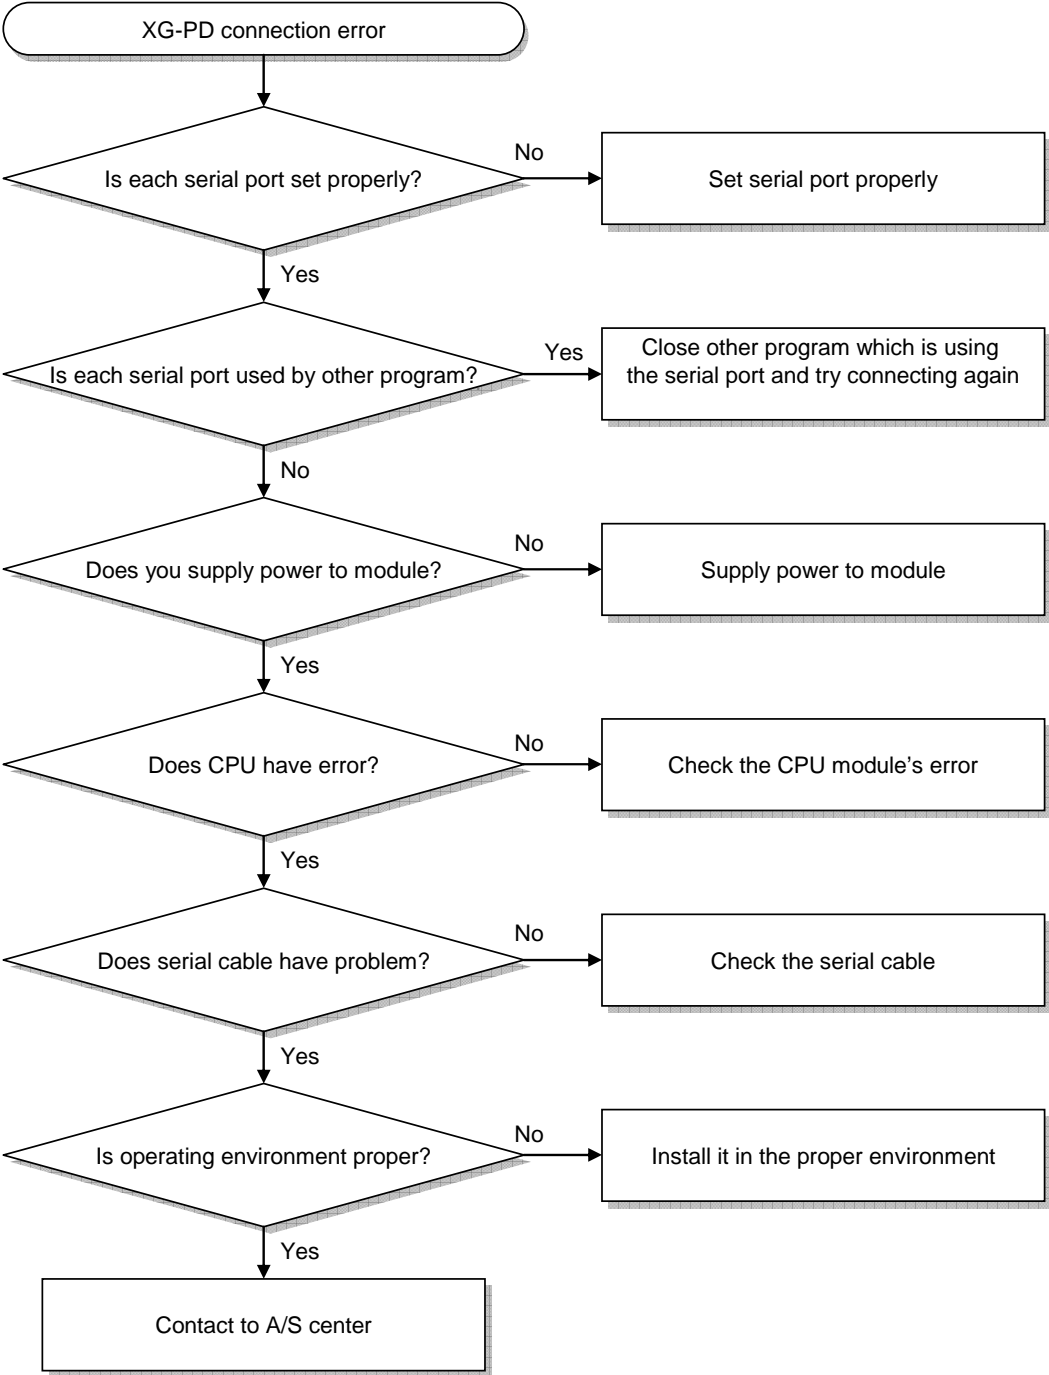 XG-PD connection error
Is each serial port set properly?
No
Set serial port properly
Yes
Is each serial port used by other program?
Yes
Close other program which is using
the serial port and try connecting again
No
Does you supply power to module?
No
Supply power to module
Yes
Does CPU have error?
No
Check the CPU module’s error
Yes
Does serial cable have problem?
No
Check the serial cable
Yes
Is operating environment proper?
No
Install it in the proper environment
Yes
Contact to A/S center